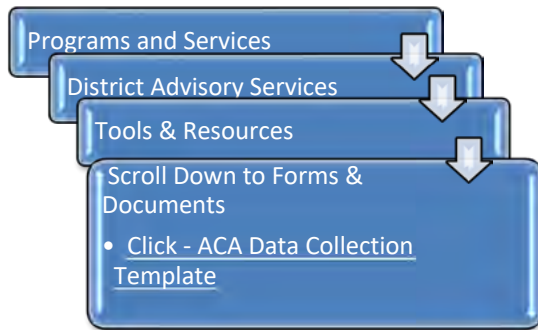 Programs and Services
District Advisory Services
Tools & Resources
Scroll Down to Forms &
Documents
• Click - ACA Data Collection
Template